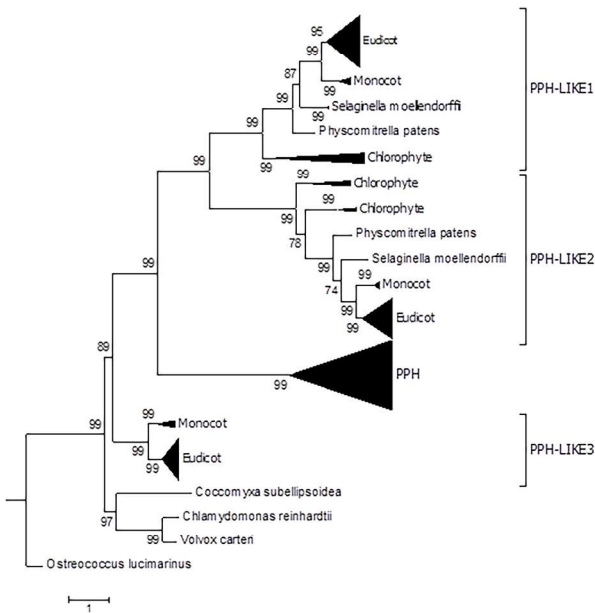 95
Eudicot
99
87
Monocot
99
PPH-LIKE1
99
Selaginella moellendorffii
99
99
Physcomitrella patens
99
Chlorophyte
99
99
Chlorophyte
99
Chlorophyte
99
78
Physcomitrella patens
99
Selaginella moellendorffii
PPH-LIKE2
99
74
Monocot
99
Eudicot
99
99
PPH
99
89
99
Monocot
99
99
Eudicot
99
PPH-LIKE3
Coccomyxa subellipsoidea
97
Chlamydomonas reinhardtii
99
Volvox carteri
Ostreococcus lucimarinus
1